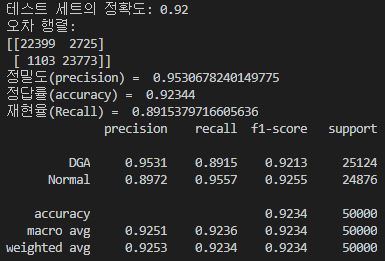 테스트 세트의 정확도: 0.92
오차 행렬:
[[22399  2725]
 [ 1103 23773]]
정밀도(precision) =  0.9530678240149775
정답률(accuracy) =  0.92344
재현율(Recall) =  0.8915379716605636
              precision    recall  f1-score   support

         DGA     0.9531    0.8915    0.9213     25124
      Normal     0.8972    0.9557    0.9255     24876

    accuracy                         0.9234     50000
   macro avg     0.9251    0.9236    0.9234     50000
weighted avg     0.9253    0.9234    0.9234     50000